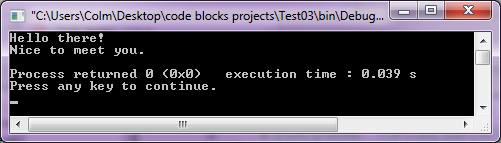 "C:\Users\Colm\Desktop\code blocks projects\Test03\bin\Debug...
Hello there!
Nice to meet you.
Process returned 0 (0x0)   execution time : 0.039 s
Press any key to continue.